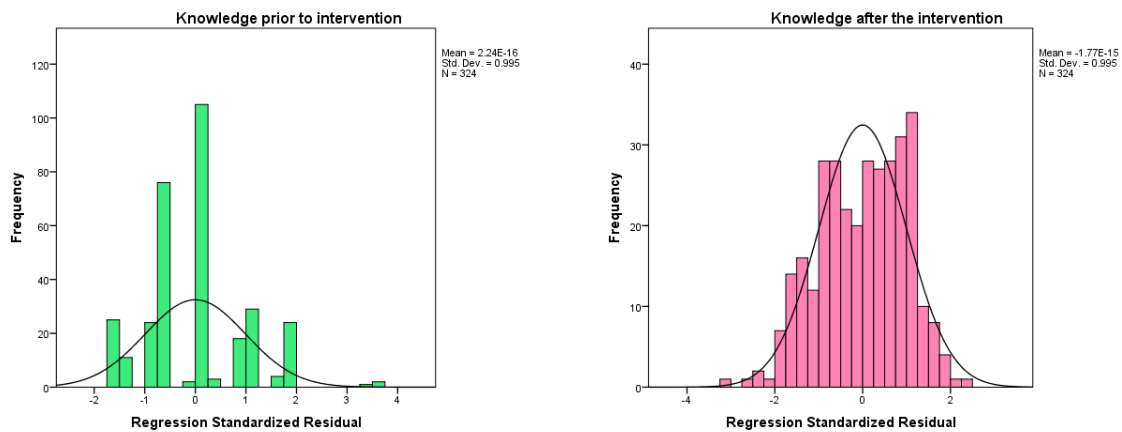 Knowledge prior to intervention
Mean = 2.24E-16
Std. Dev. = 0.995
N = 324
120
100
80
60
40
20
0
Frequency
-2 -1 0 1 2 3 4
Regression Standardized Residual
Knowledge after the intervention
Mean = -1.77E-15
Std. Dev. = 0.995
N = 324
40
30
20
10
0
Frequency
-4 -2 0 2
Regression Standardized Residual